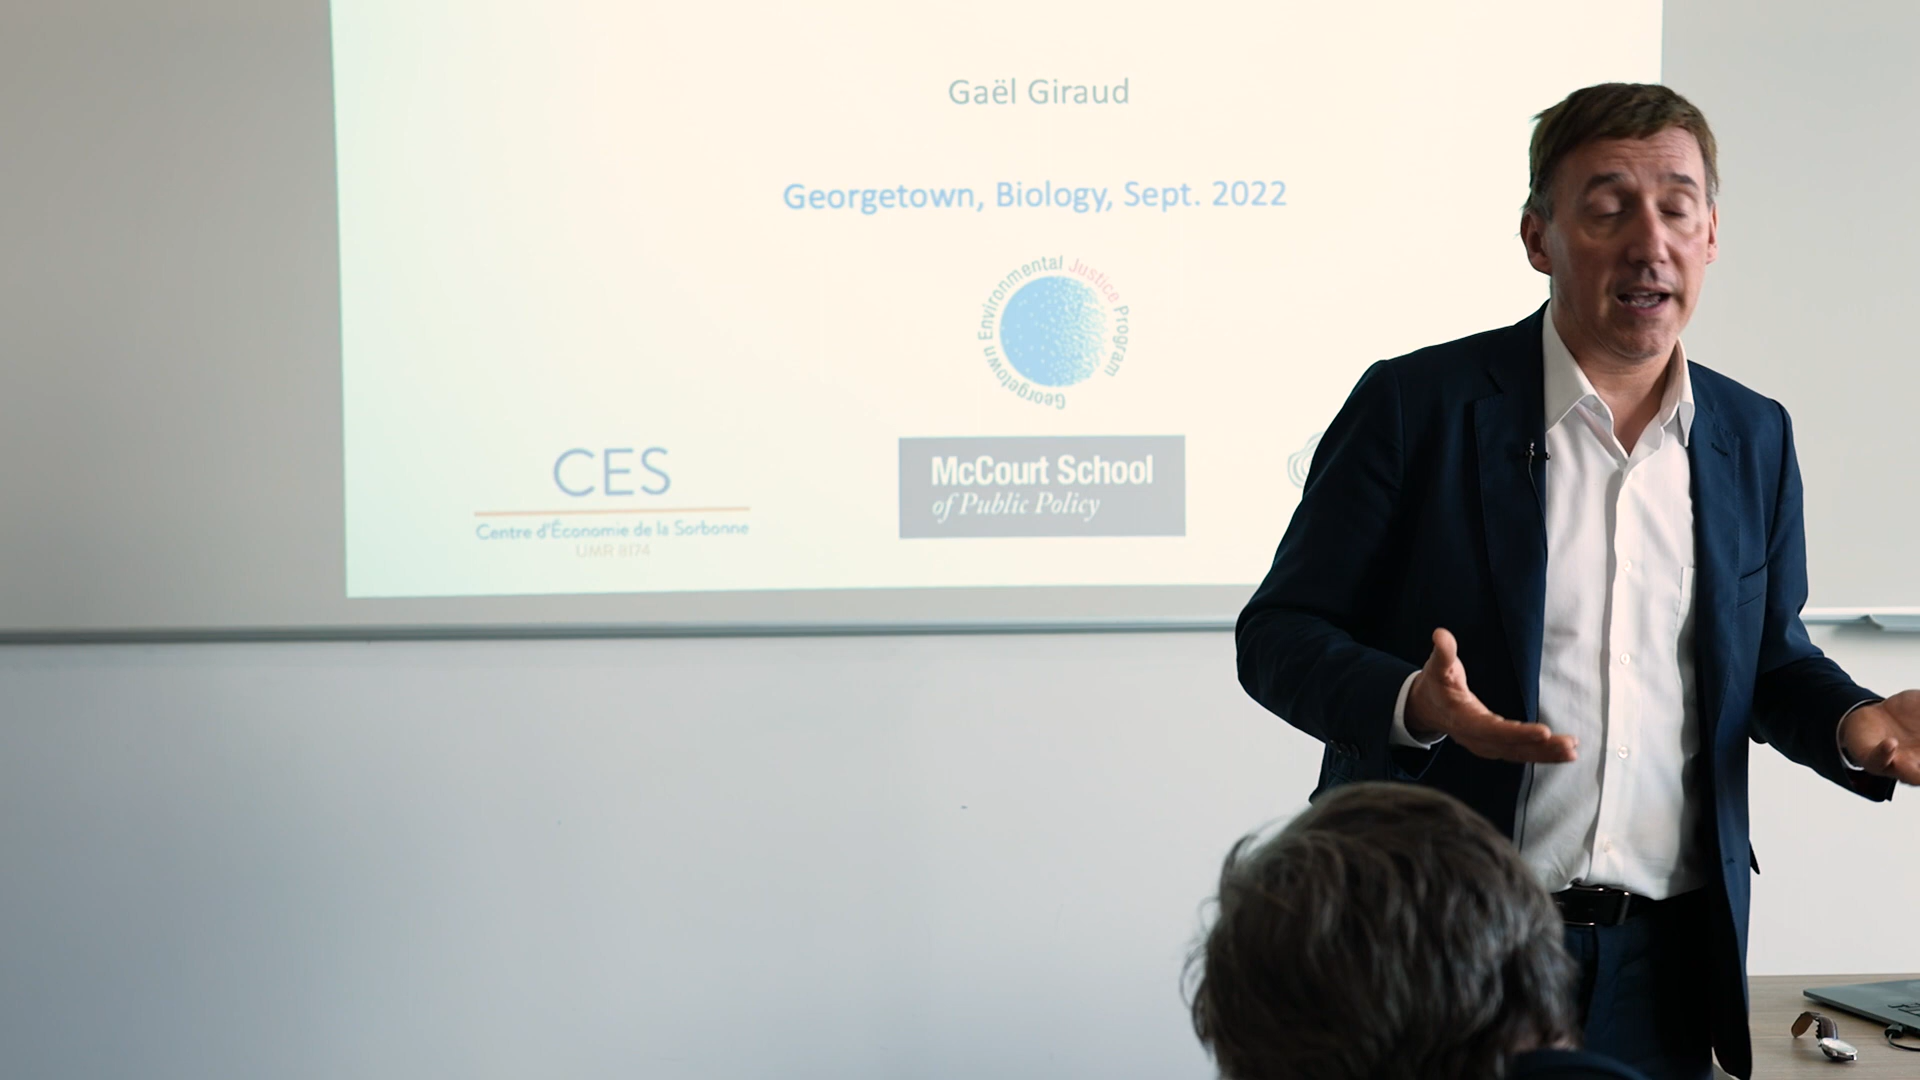 Gaël Giraud
Georgetown, Biology, Sept. 2022
Georgetown Environmental Justice Program
CES
Centre d'Économie de la Sorbonne
UMR 8174
McCourt School
of Public Policy